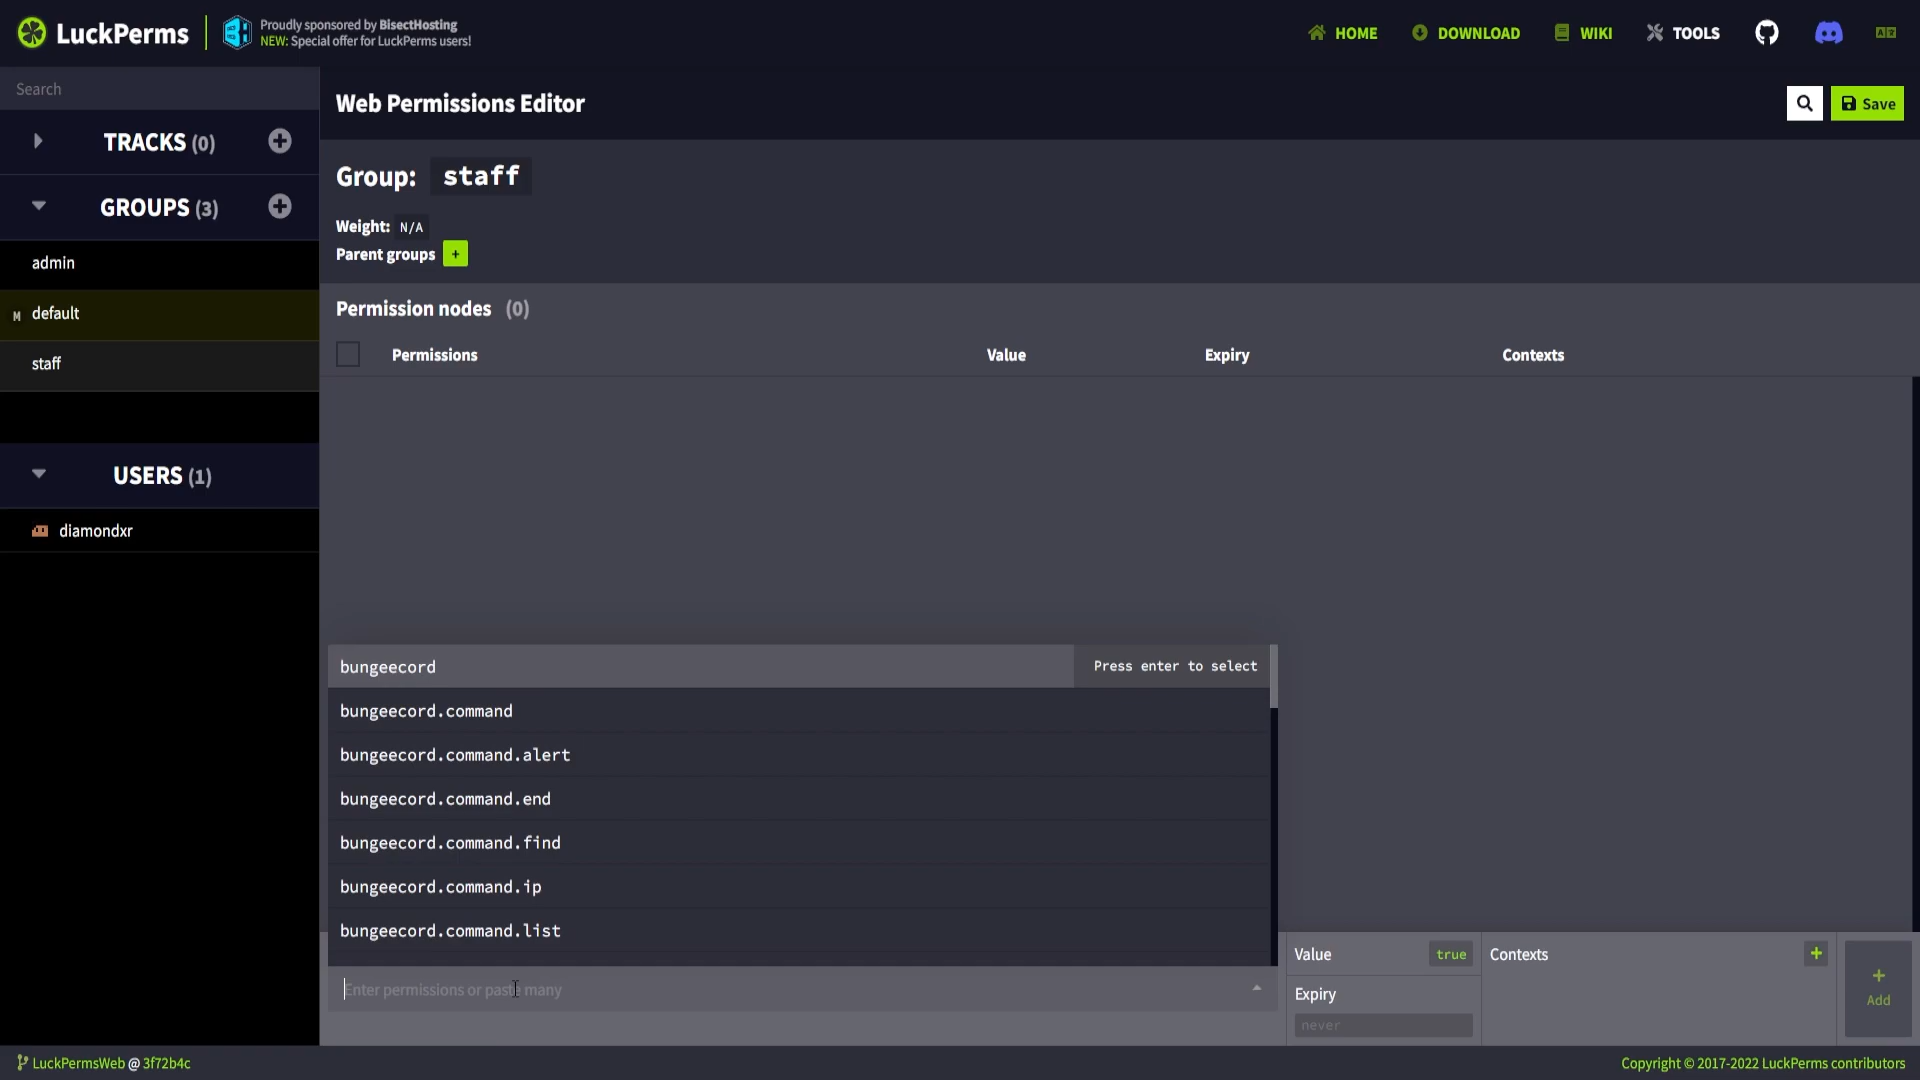 LuckPerms
Proudly sponsored by BisectHosting
NEW: Special offer for LuckPerms users!
HOME
DOWNLOAD
WIKI
TOOLS
Search
TRACKS (0)
GROUPS (3)
admin
M default
staff
USERS (1)
diamondxr
Web Permissions Editor
Save
Group: staff
Weight: N/A
Parent groups +
Permission nodes (0)
Permissions Value Expiry Contexts
bungeecord Press enter to select
bungeecord.command
bungeecord.command.alert
bungeecord.command.end
bungeecord.command.find
bungeecord.command.ip
bungeecord.command.list
Enter permissions or paste many
Value true
Expiry
never
Contexts +
+
Add
LuckPermsWeb @ 3f72b4c
Copyright © 2017-2022 LuckPerms contributors